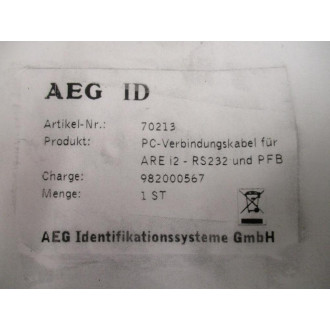 AEG ID
Artikel-Nr.: 70213
Produkt: PC-Verbindungskabel für
ARE i2 - RS232 und PFB
Charge: 982000567
Menge: 1 ST
AEG Identifikationssysteme GmbH